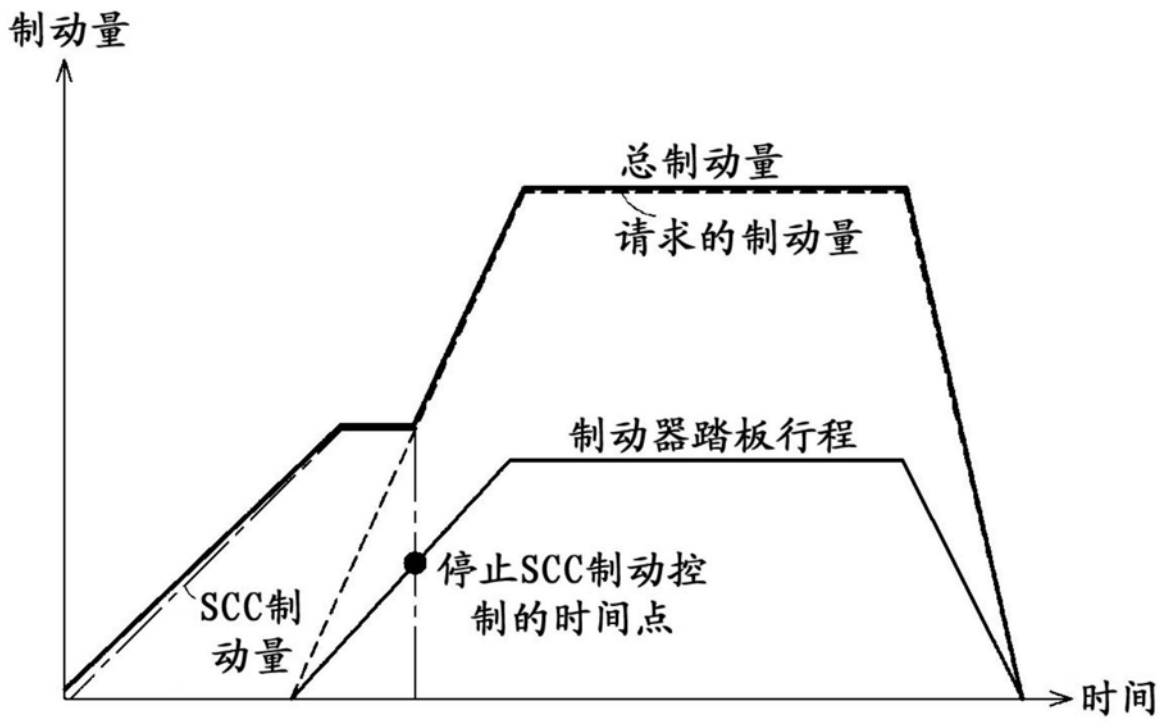 制动量
总制动量
请求的制动量
制动器踏板行程
停止SCC制动控
制的时间点
SCC制
动量
时间